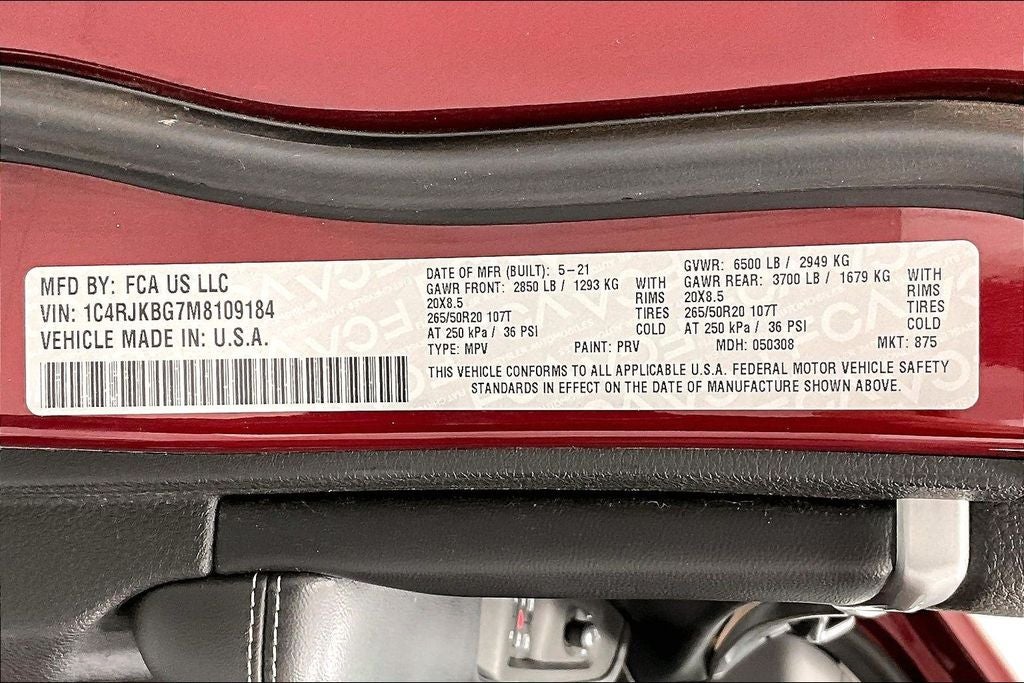 MFD BY: FCA US LLC
VIN: 1C4RJKBG7M8109184
VEHICLE MADE IN: U.S.A.
DATE OF MFR (BUILT): 5-21
GAWR FRONT: 2850 LB / 1293 KG WITH
20X8.5 RIMS
265/50R20 107T TIRES
AT 250 kPa / 36 PSI COLD
GVWR: 6500 LB / 2949 KG
GAWR REAR: 3700 LB / 1679 KG WITH
20X8.5 RIMS
265/50R20 107T TIRES
AT 250 kPa / 36 PSI COLD
TYPE: MPV PAINT: PRV MDH: 050308 MKT: 875
THIS VEHICLE CONFORMS TO ALL APPLICABLE U.S.A. FEDERAL MOTOR VEHICLE SAFETY
STANDARDS IN EFFECT ON THE DATE OF MANUFACTURE SHOWN ABOVE.